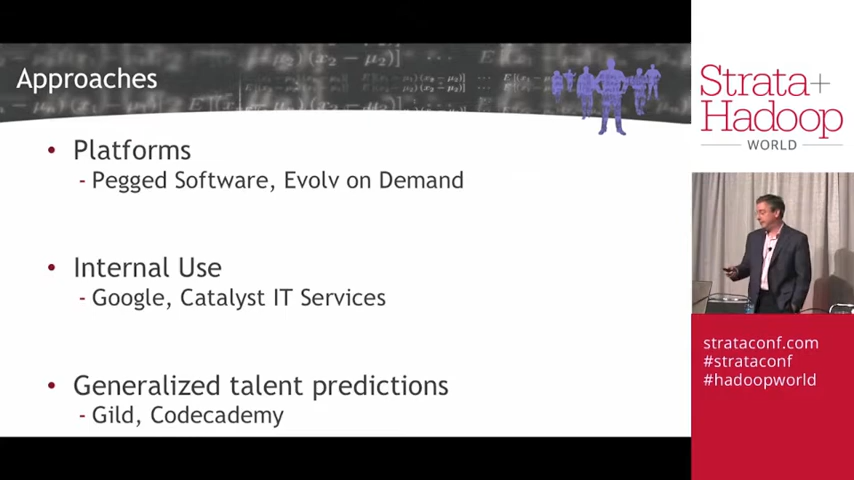 Approaches
• Platforms
- Pegged Software, Evolv on Demand
• Internal Use
- Google, Catalyst IT Services
• Generalized talent predictions
- Gild, Codecademy
Strata+
Hadoop
WORLD
strataconf.com
#strataconf
#hadoopworld